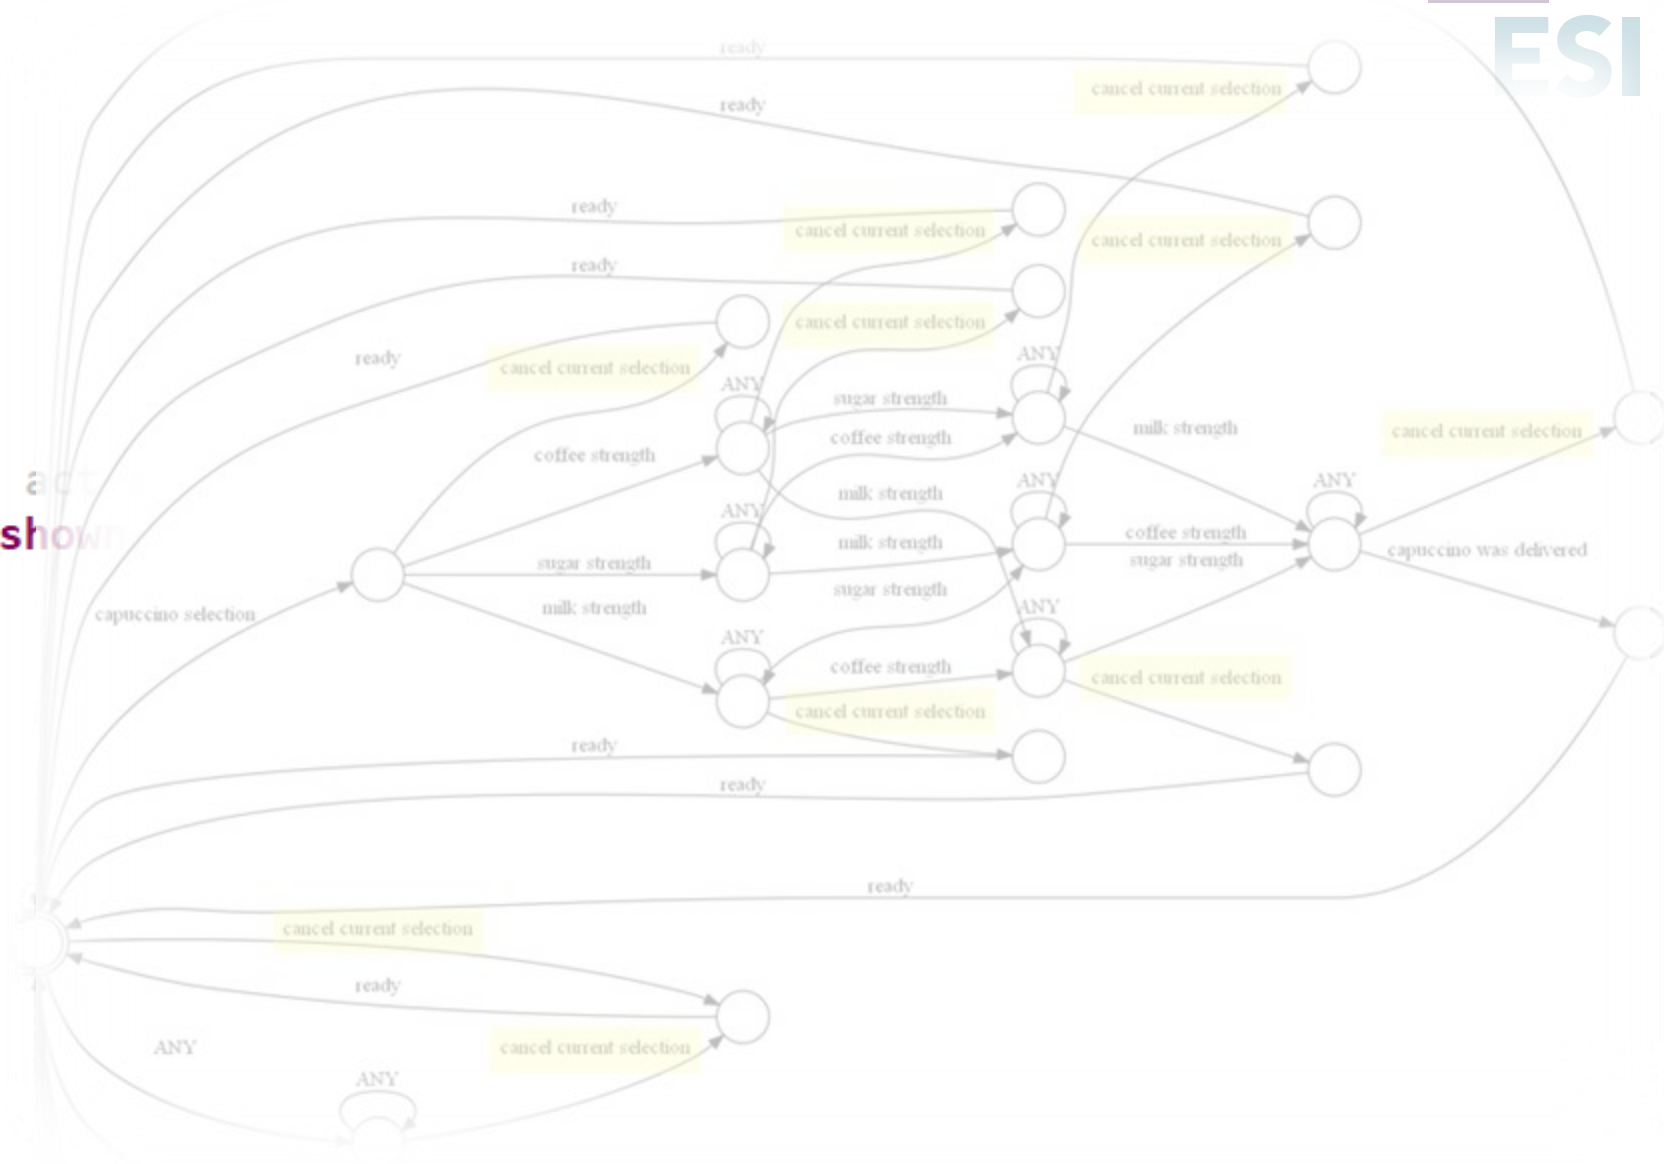 ESI
ready
cancel current selection
ready
ready
cancel current selection
cancel current selection
ready
cancel current selection
ANY
ready
cancel current selection
ANY
sugar strength
milk strength
cancel current selection
coffee strength
coffee strength
act
ANY
milk strength
ANY
ANY
shown
coffee strength
milk strength
capuccino was delivered
sugar strength
sugar strength
sugar strength
capuccino selection
milk strength
ANY
ANY
coffee strength
cancel current selection
cancel current selection
ready
ready
ready
cancel current selection
ready
ANY
cancel current selection
ANY